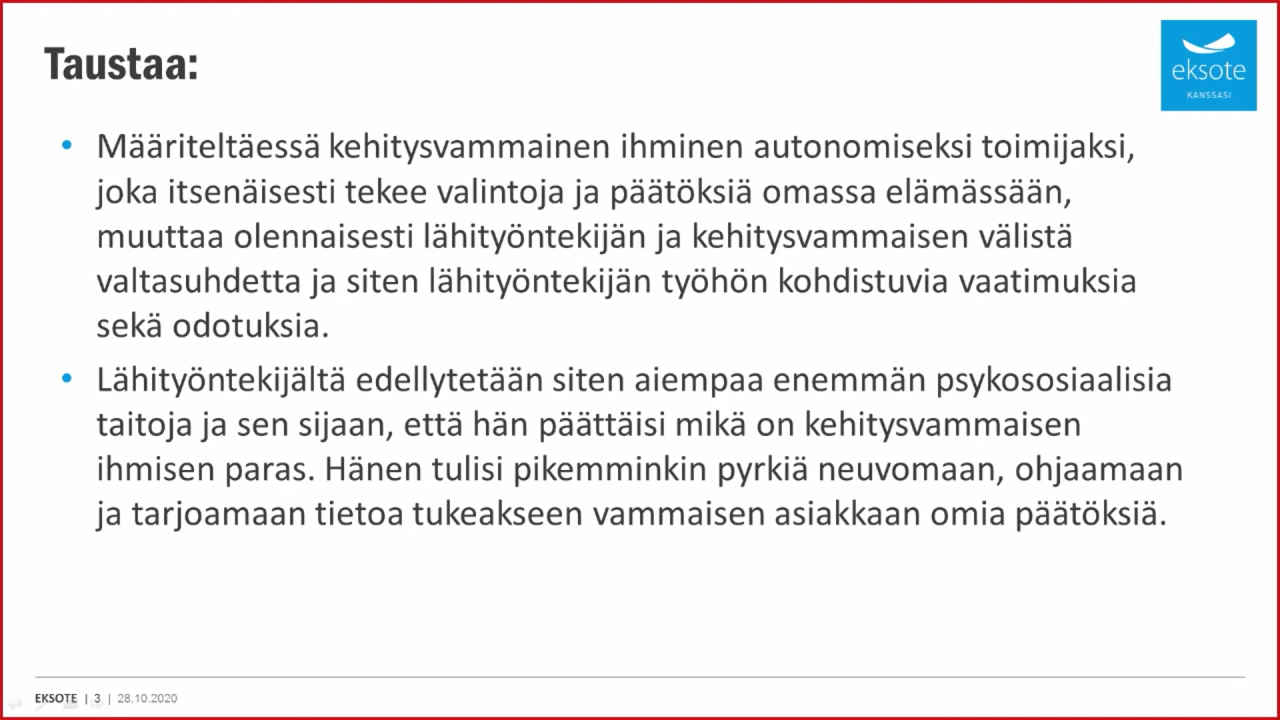 Taustaa:
eksote
KANSSASI
• Määriteltäessä kehitysvammainen ihminen autonomiseksi toimijaksi,
joka itsenäisesti tekee valintoja ja päätöksiä omassa elämässään,
muuttaa olennaisesti lähityöntekijän ja kehitysvammaisen välistä
valtasuhdetta ja siten lähityöntekijän työhön kohdistuvia vaatimuksia
sekä odotuksia.
• Lähityöntekijältä edellytetään siten aiempaa enemmän psykososiaalisia
taitoja ja sen sijaan, että hän päättäisi mikä on kehitysvammaisen
ihmisen paras. Hänen tulisi pikemminkin pyrkiä neuvomaan, ohjaamaan
ja tarjoamaan tietoa tukeakseen vammaisen asiakkaan omia päätöksiä.
EKSOTE | 3 | 28.10.2020